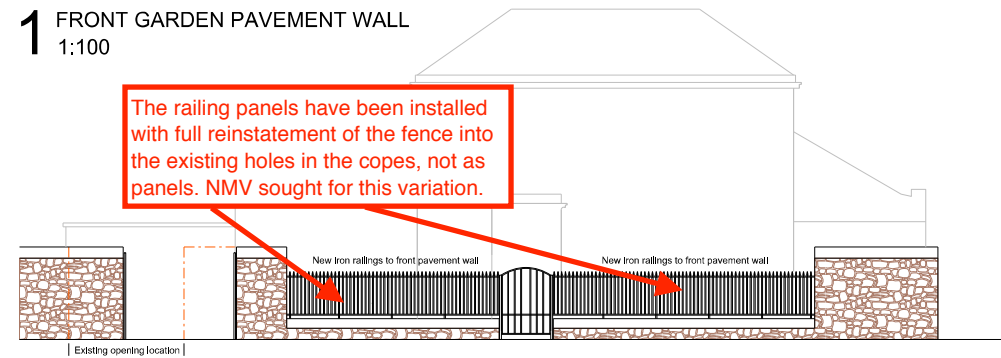 1 FRONT GARDEN PAVEMENT WALL
1:100
The railing panels have been installed
with full reinstatement of the fence into
the existing holes in the copes, not as
panels. NMV sought for this variation.
New Iron railings to front pavement wall
New Iron railings to front pavement wall
Existing opening location